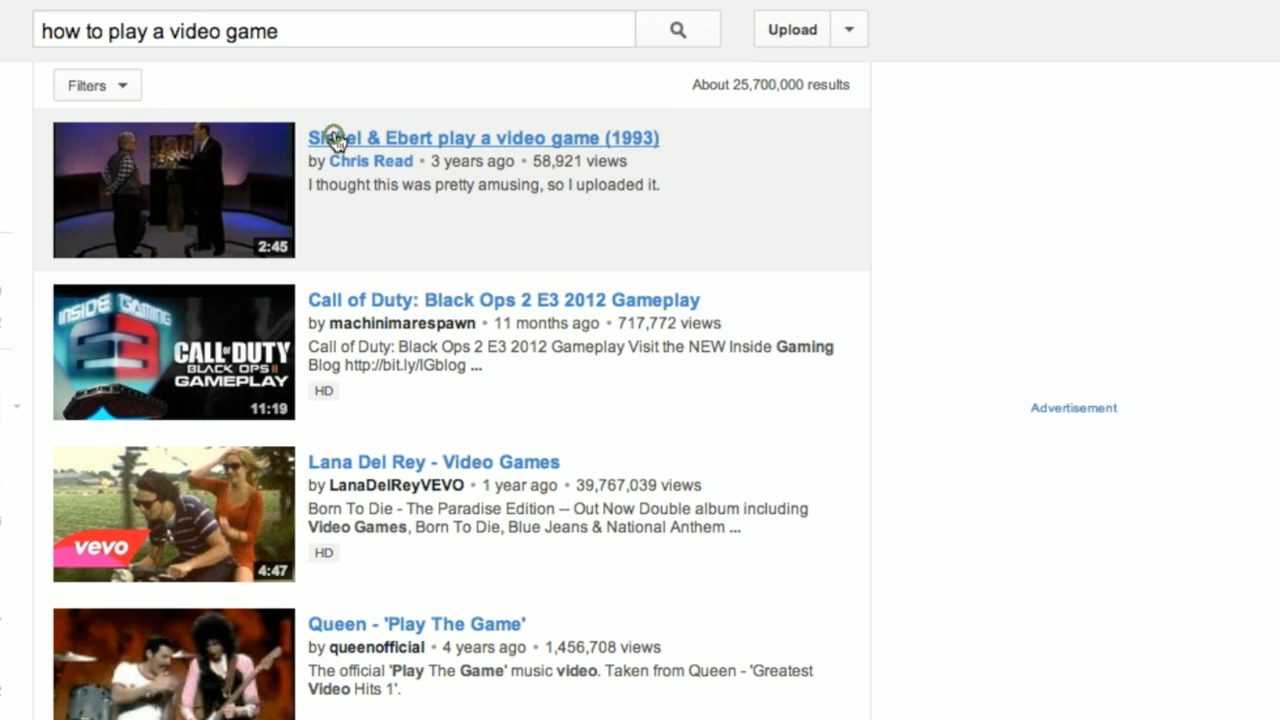 how to play a video game
Upload
Filters
About 25,700,000 results
Siskel & Ebert play a video game (1993)
by Chris Read • 3 years ago • 58,921 views
I thought this was pretty amusing, so I uploaded it.
2:45
INSIDE GAMING
E3
CALL OF DUTY
BLACK OPS II
GAMEPLAY
11:19
Call of Duty: Black Ops 2 E3 2012 Gameplay
by machinimarespawn • 11 months ago • 717,772 views
Call of Duty: Black Ops 2 E3 2012 Gameplay Visit the NEW Inside Gaming
Blog http://bit.ly/IGblog ...
HD
Advertisement
vevo
4:47
Lana Del Rey - Video Games
by LanaDelReyVEVO • 1 year ago • 39,767,039 views
Born To Die - The Paradise Edition – Out Now Double album including
Video Games, Born To Die, Blue Jeans & National Anthem ...
HD
Queen - 'Play The Game'
by queenofficial • 4 years ago • 1,456,708 views
The official 'Play The Game' music video. Taken from Queen - 'Greatest
Video Hits 1'.